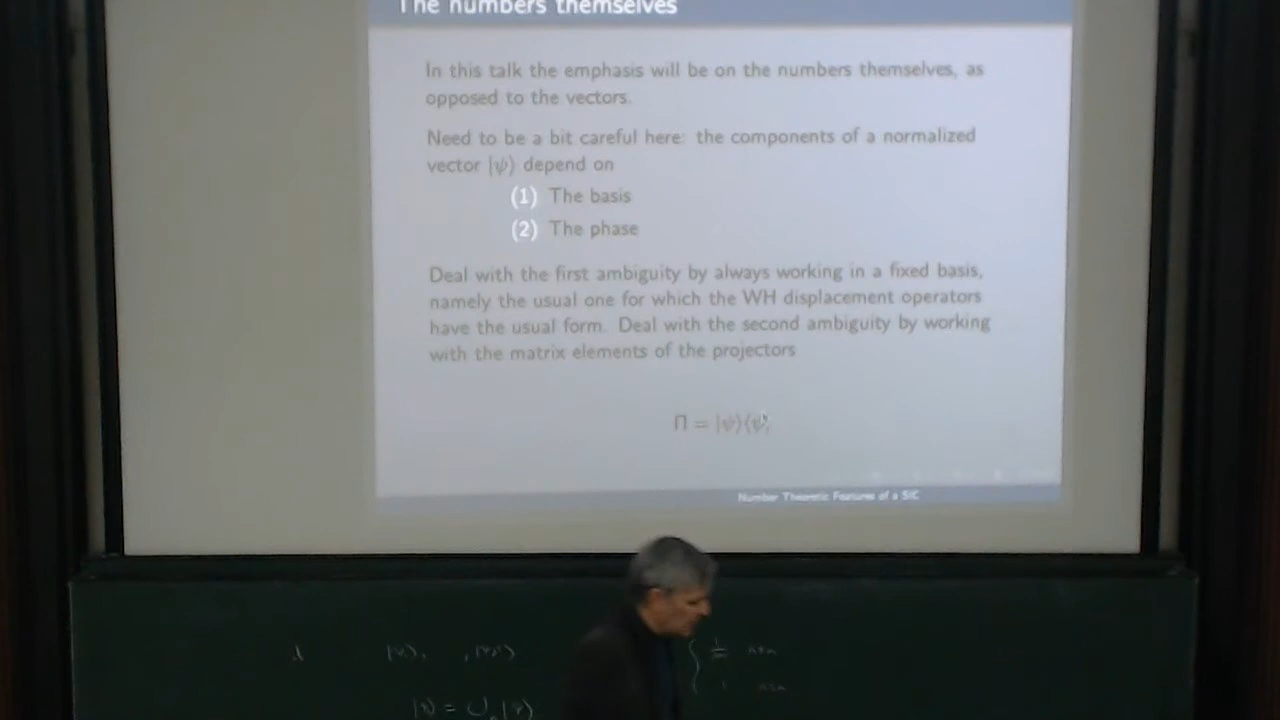 The numbers themselves
In this talk the emphasis will be on the numbers themselves, as
opposed to the vectors.
Need to be a bit careful here: the components of a normalized
vector |ψ⟩ depend on
(1) The basis
(2) The phase
Deal with the first ambiguity by always working in a fixed basis,
namely the usual one for which the WH displacement operators
have the usual form. Deal with the second ambiguity by working
with the matrix elements of the projectors
Π = |ψ⟩⟨ψ|
Number Theoretic Features of a SIC